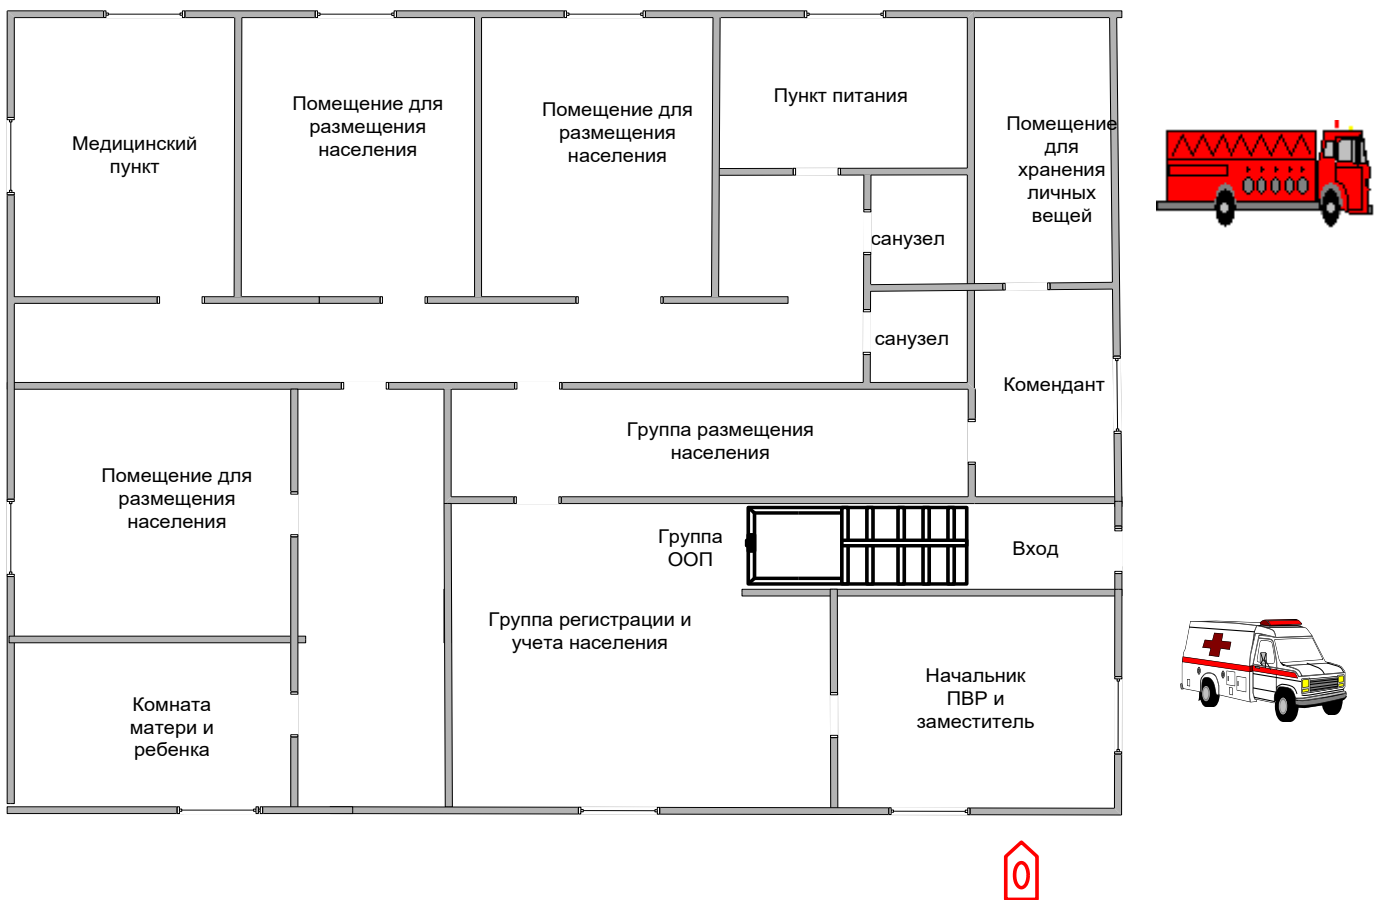 Медицинский
пункт
Помещение для
размещения
населения
Помещение для
размещения
населения
Пункт питания
Помещение
для
хранения
личных
вещей
санузел
санузел
Комендант
Группа размещения
населения
Помещение для
размещения
населения
Группа
ООП
Вход
Группа регистрации и
учета населения
Начальник
ПВР и
заместитель
Комната
матери и
ребенка
0